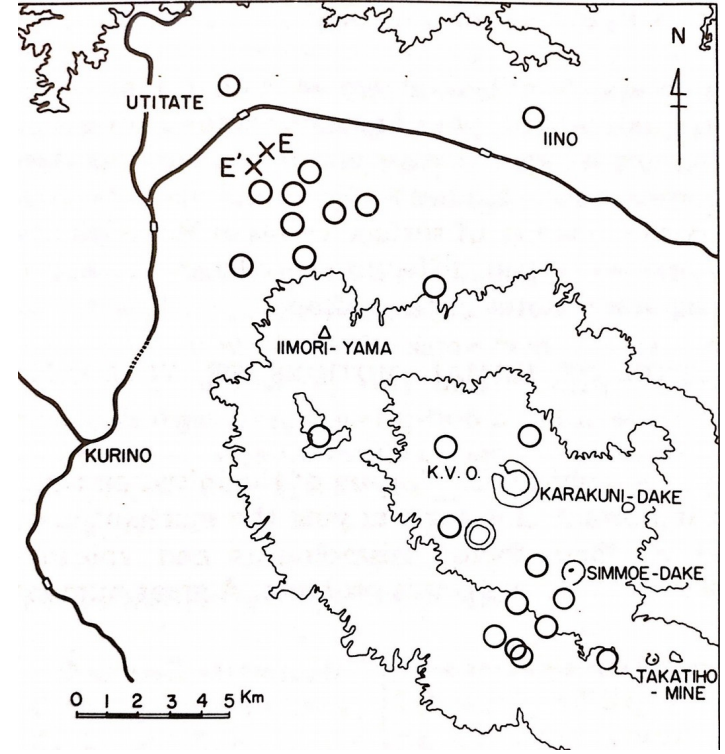 N
UTITATE
IINO
E
E'
IIMORI-YAMA
KURINO
K.V.O.
KARAKUNI-DAKE
SIMMOE-DAKE
TAKATIHO
-MINE
0 1 2 3 4 5 Km